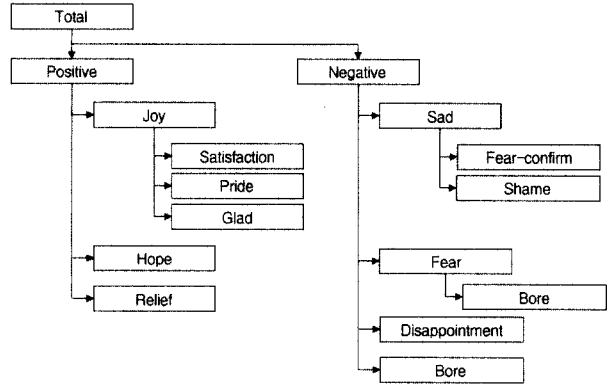 Total
Positive
Negative
Joy
Sad
Satisfaction
Fear-confirm
Pride
Shame
Glad
Hope
Fear
Relief
Bore
Disappointment
Bore